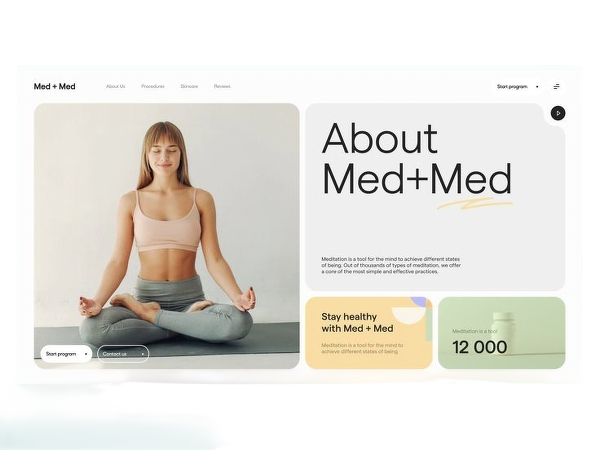 Med + Med
About Us
Procedures
Skincare
Reviews
Start program
About
Med+Med
Meditation is a tool for the mind to achieve different states
of being. Out of thousands of types of meditation, we offer
a core of the most simple and effective practices.
Start program
Contact us
Stay healthy
with Med + Med
Meditation is a tool for the mind to
achieve different states of being
Meditation is a tool
12 000